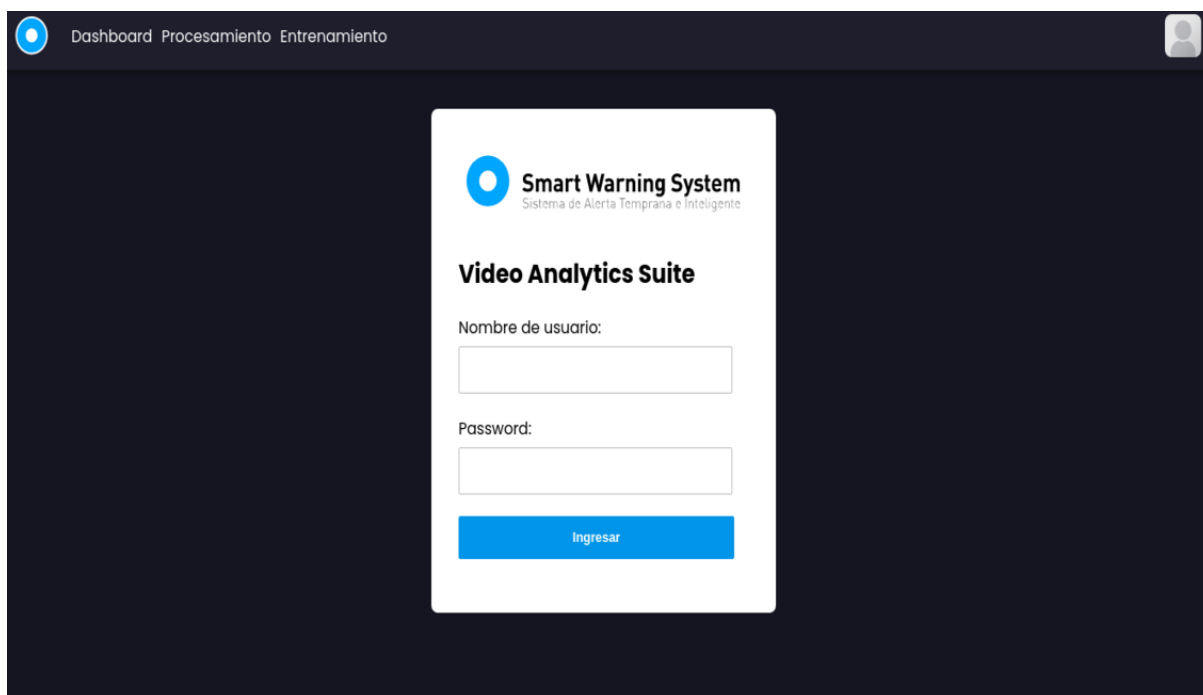 Dashboard Procesamiento Entrenamiento
Smart Warning System
Sistema de Alerta Temprana e Inteligente
Video Analytics Suite
Nombre de usuario:
Password:
Ingresar